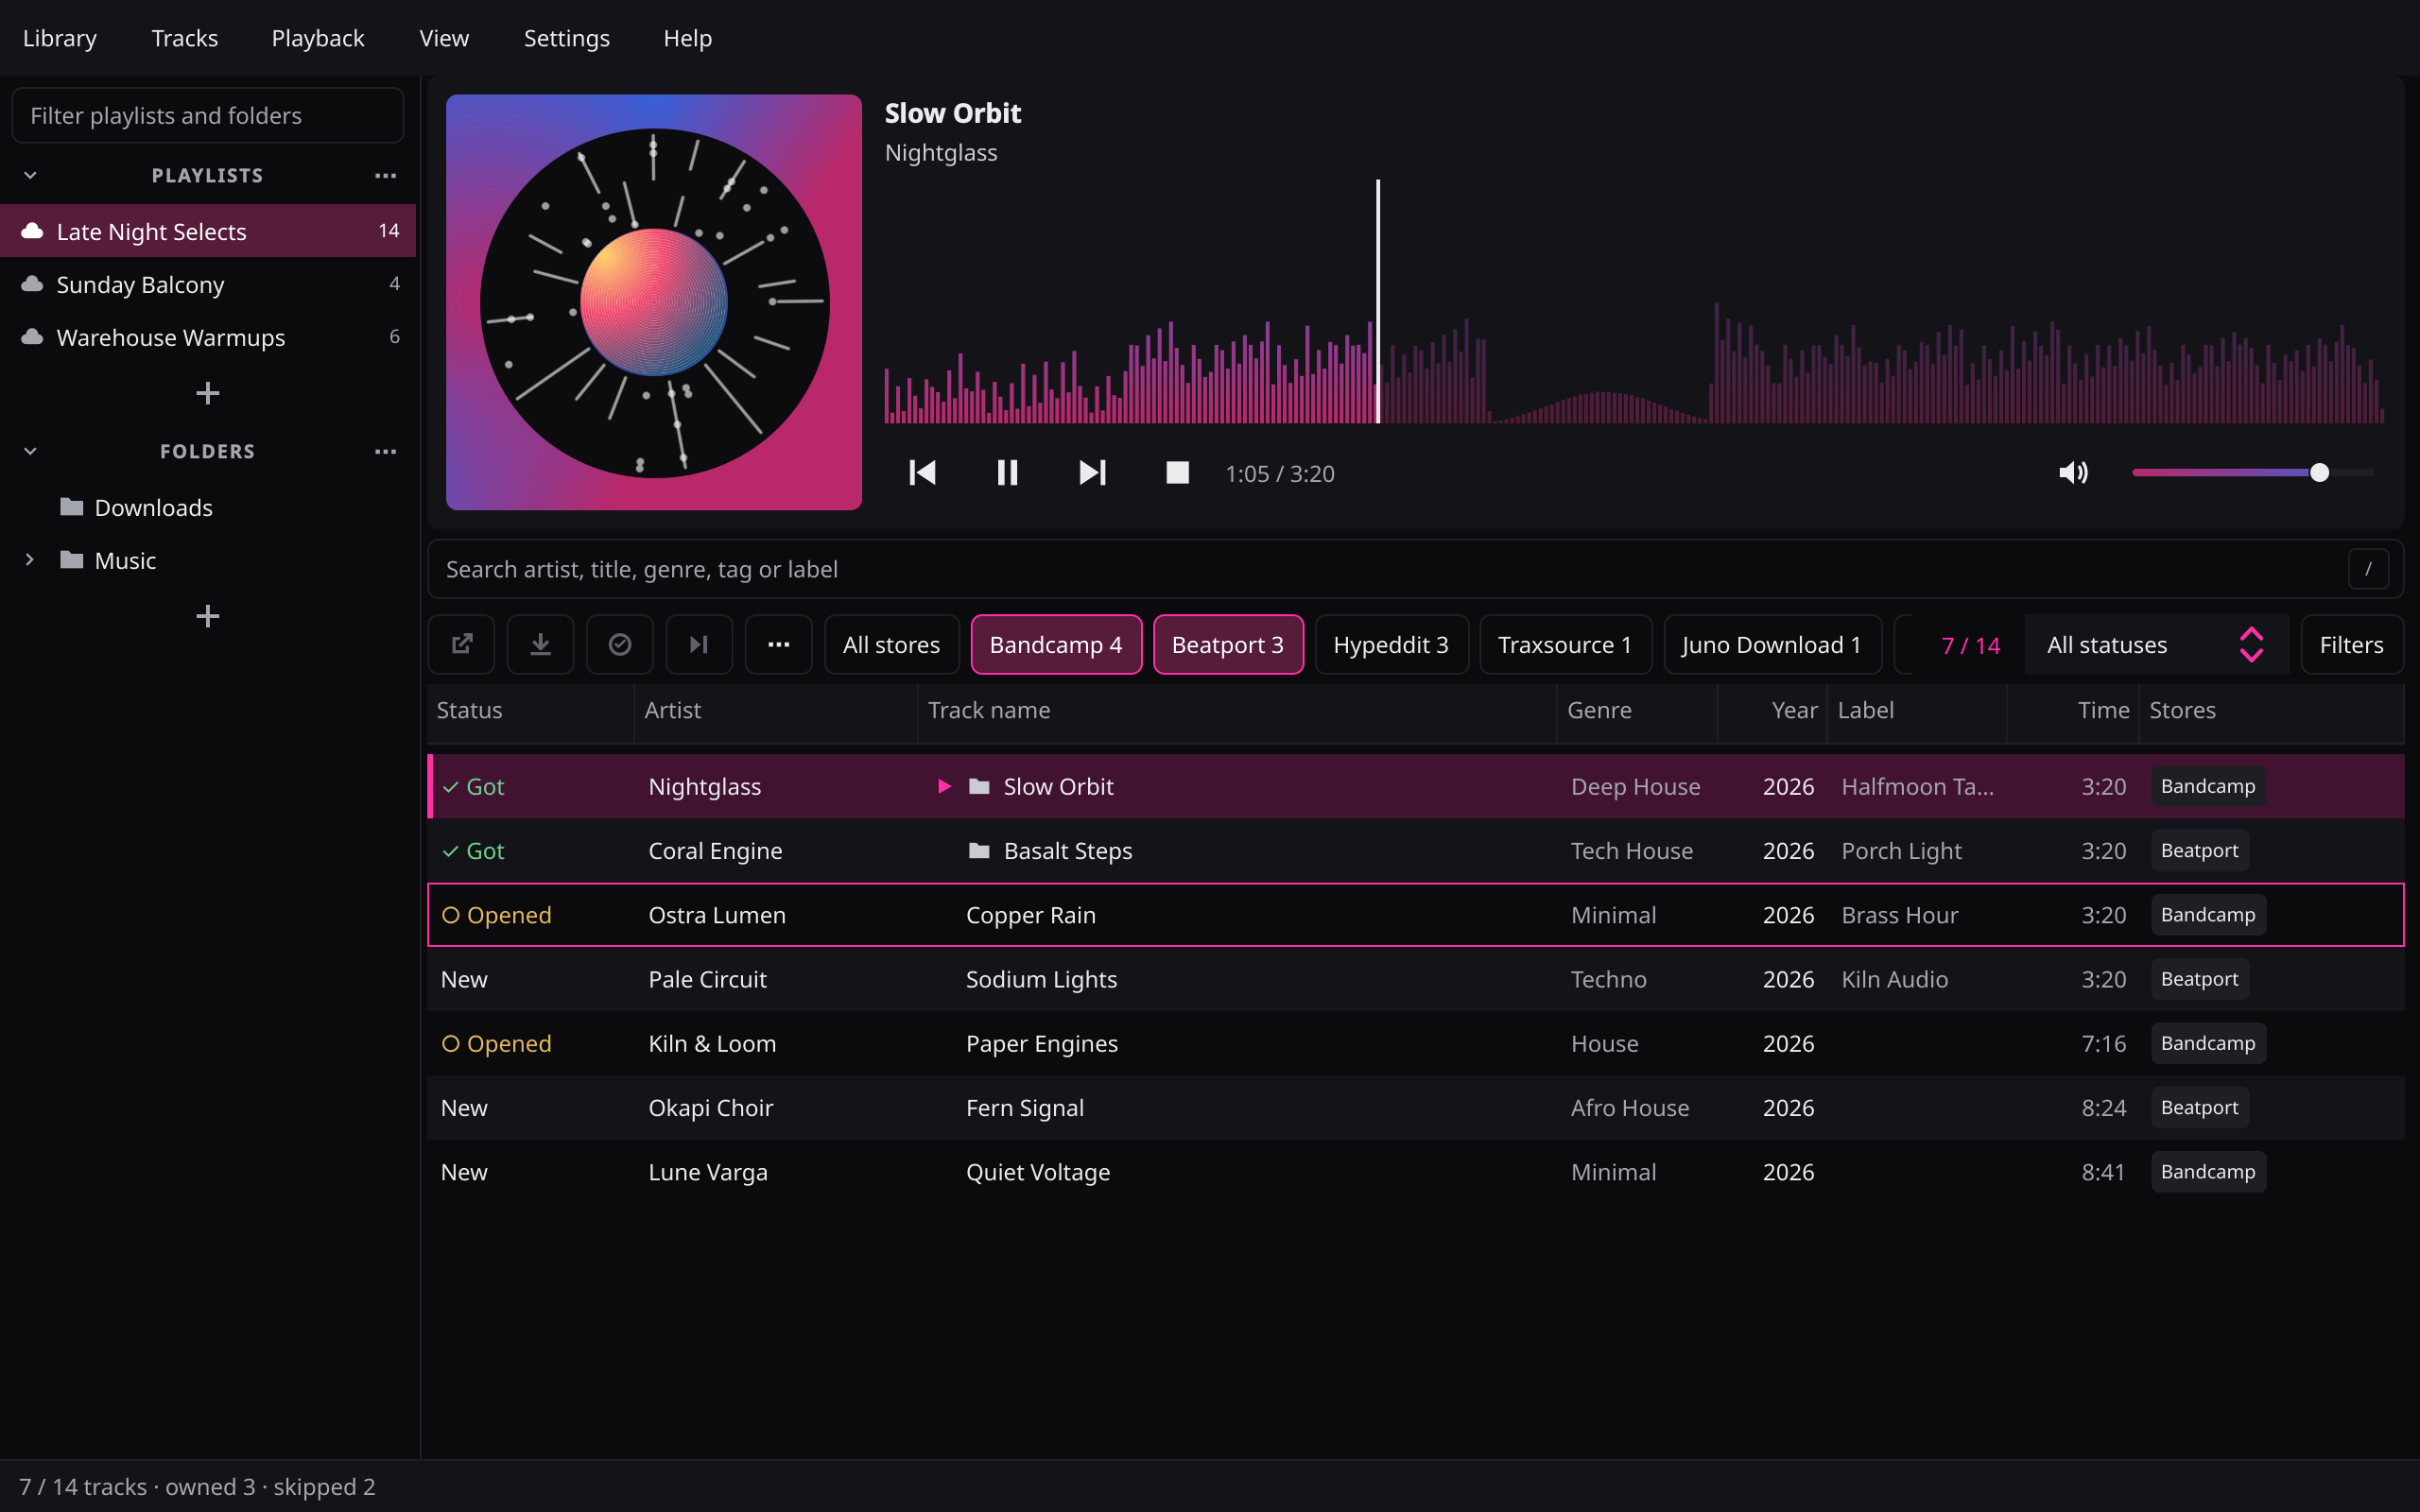 Library Tracks Playback View Settings Help
Filter playlists and folders
PLAYLISTS
Late Night Selects 14
Sunday Balcony 4
Warehouse Warmups 6
FOLDERS
Downloads
Music
Slow Orbit
Nightglass
1:05 / 3:20
Search artist, title, genre, tag or label /
All stores Bandcamp 4 Beatport 3 Hypeddit 3 Traxsource 1 Juno Download 1 7 / 14 All statuses Filters
Status Artist Track name Genre Year Label Time Stores
Got Nightglass Slow Orbit Deep House 2026 Halfmoon Ta... 3:20 Bandcamp
Got Coral Engine Basalt Steps Tech House 2026 Porch Light 3:20 Beatport
Opened Ostra Lumen Copper Rain Minimal 2026 Brass Hour 3:20 Bandcamp
New Pale Circuit Sodium Lights Techno 2026 Kiln Audio 3:20 Beatport
Opened Kiln & Loom Paper Engines House 2026 7:16 Bandcamp
New Okapi Choir Fern Signal Afro House 2026 8:24 Beatport
New Lune Varga Quiet Voltage Minimal 2026 8:41 Bandcamp
7 / 14 tracks · owned 3 · skipped 2